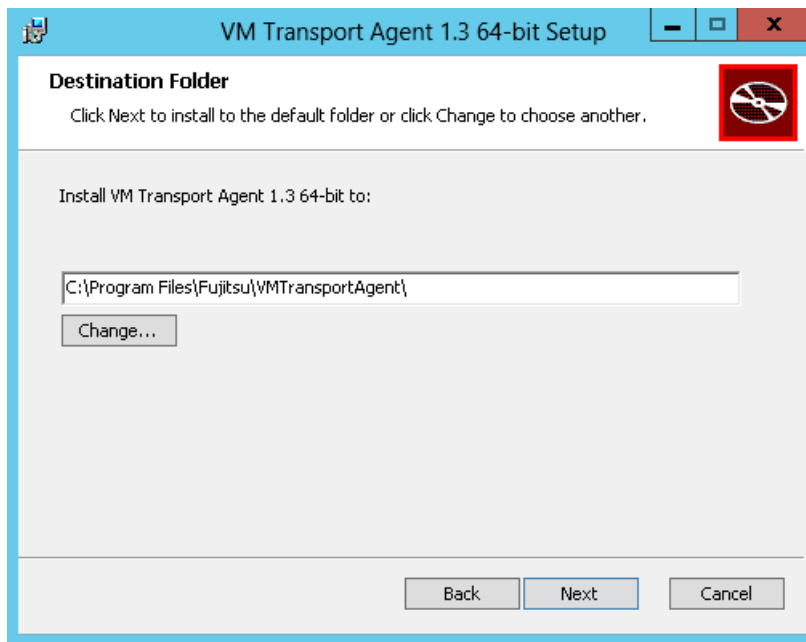 VM Transport Agent 1.3 64-bit Setup
Destination Folder
Click Next to install to the default folder or click Change to choose another.
Install VM Transport Agent 1.3 64-bit to:
C:\Program Files\Fujitsu\VMTransportAgent\
Change...
Back Next Cancel